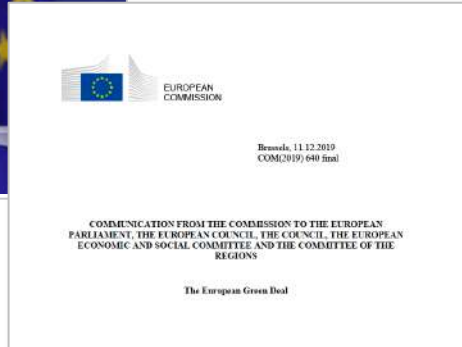 EUROPEAN
COMMISSION
Brussels, 11.12.2019
COM(2019) 640 final
COMMUNICATION FROM THE COMMISSION TO THE EUROPEAN
PARLIAMENT, THE EUROPEAN COUNCIL, THE COUNCIL, THE EUROPEAN
ECONOMIC AND SOCIAL COMMITTEE AND THE COMMITTEE OF THE
REGIONS
The European Green Deal